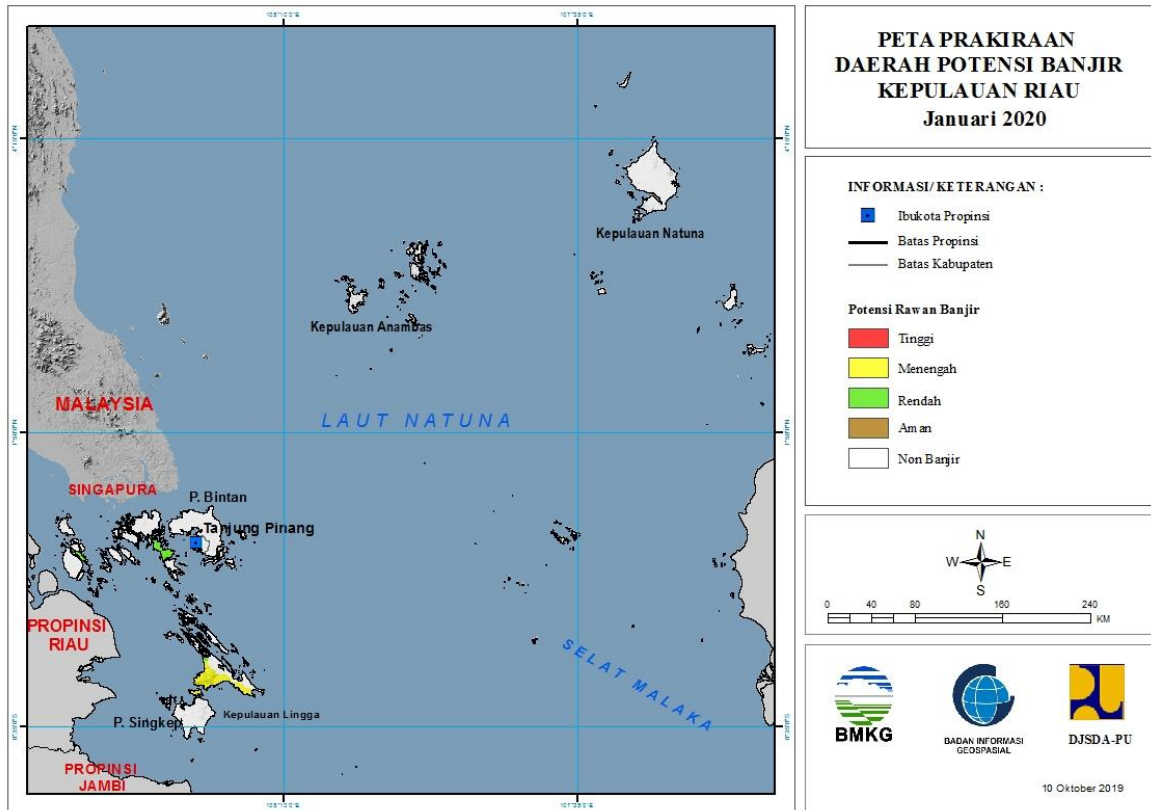 PETA PRAKIRAAN
DAERAH POTENSI BANJIR
KEPULAUAN RIAU
Januari 2020
INFORMASI/KETERANGAN :
Ibukota Propinsi
Batas Propinsi
Batas Kabupaten
Potensi Rawan Banjir
Tinggi
Menengah
Rendah
Aman
Non Banjir
N
W E
S
0 40 80 160 240
KM
BMKG
BADAN INFORMASI
GEOSPASIAL
DJSDA-PU
10 Oktober 2019
Kepulauan Natuna
Kepulauan Anambas
MALAYSIA
LAUT NATUNA
SINGAPURA
P. Bintan
Tanjung Pinang
PROPINSI
RIAU
SELAT MALAKA
P. Singkep
Kepulauan Lingga
PROPINSI
JAMBI